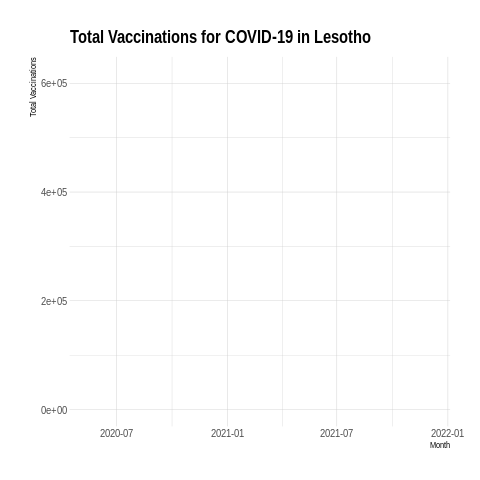 Total Vaccinations for COVID-19 in Lesotho
Total Vaccinations
6e+05
4e+05
2e+05
0e+00
2020-07 2021-01 2021-07 2022-01
Month